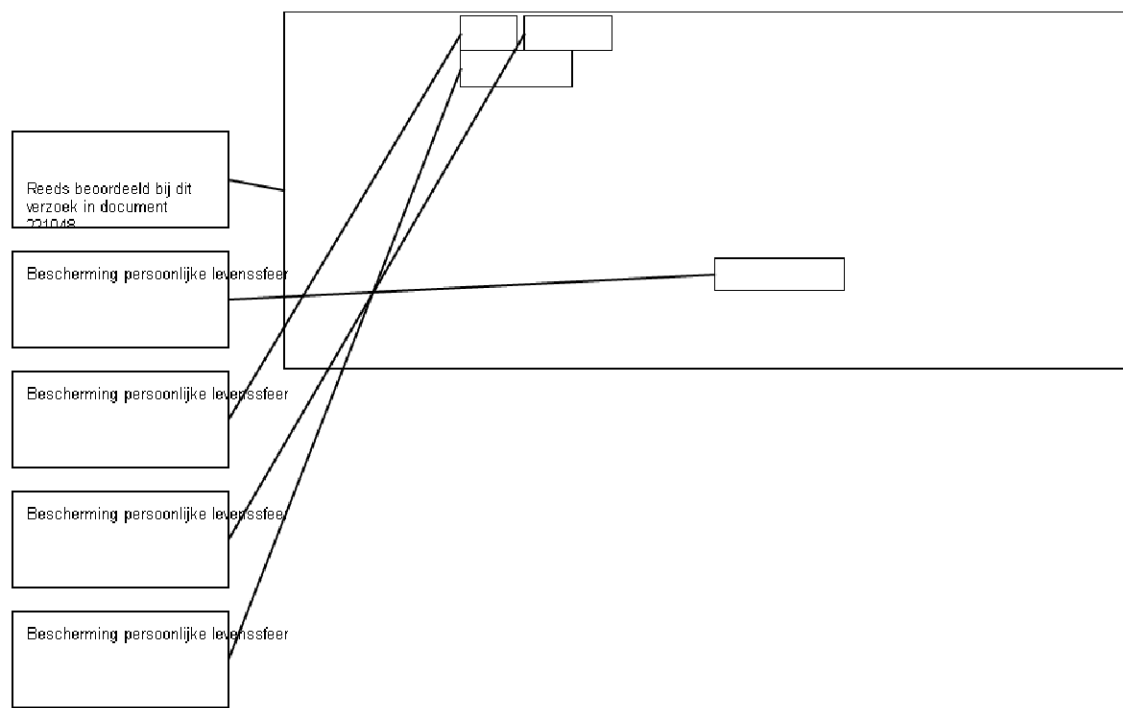 Reeds beoordeeld bij dit
verzoek in document
221048
Bescherming persoonlijke levenssfeer
Bescherming persoonlijke levenssfeer
Bescherming persoonlijke levenssfeer
Bescherming persoonlijke levenssfeer